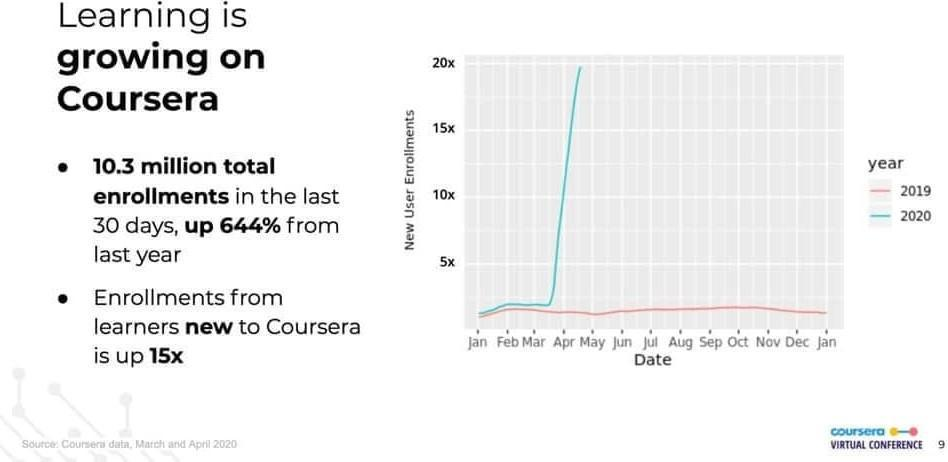 Learning is
growing on
Coursera
● 10.3 million total
enrollments in the last
30 days, up 644% from
last year
● Enrollments from
learners new to Coursera
is up 15x
20x
15x
10x
5x
New User Enrollments
Jan Feb Mar Apr May Jun Jul Aug Sep Oct Nov Dec Jan
Date
year
2019
2020
Source: Coursera data, March and April 2020
coursera
VIRTUAL CONFERENCE 9